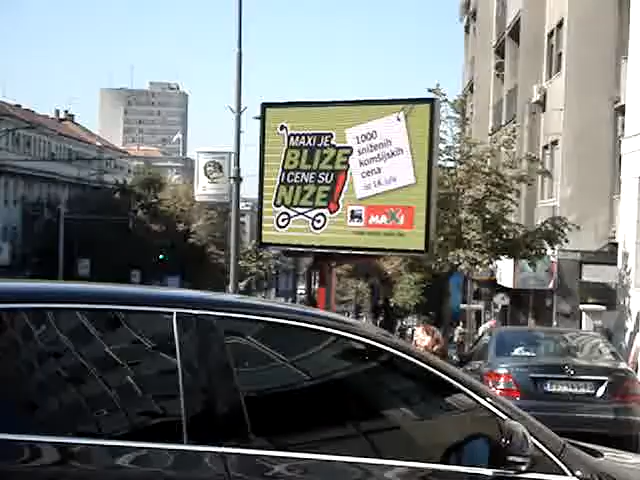 MAXI JE
BLIŽE
I CENE SU
NIŽE!
1000
sniženih
komšijskih
cena
od 14. jula
MAXI